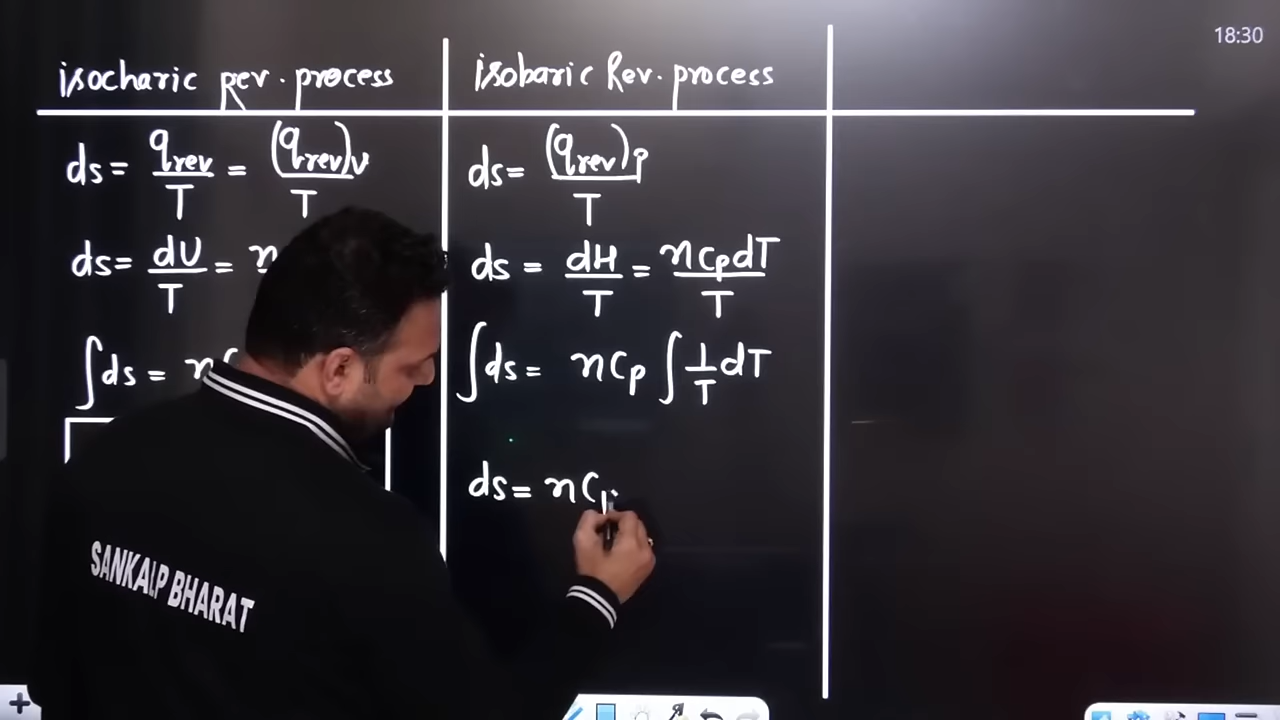 18:30
isocharic rev. process
ds = qrev/T = (qrev)v/T
ds = dU/T = n
∫ds = nC
isobaric Rev. process
ds = (qrev)p/T
ds = dH/T = nCpdT/T
∫ds = nCp ∫1/T dT
ds = nCp
SANKALP BHARAT